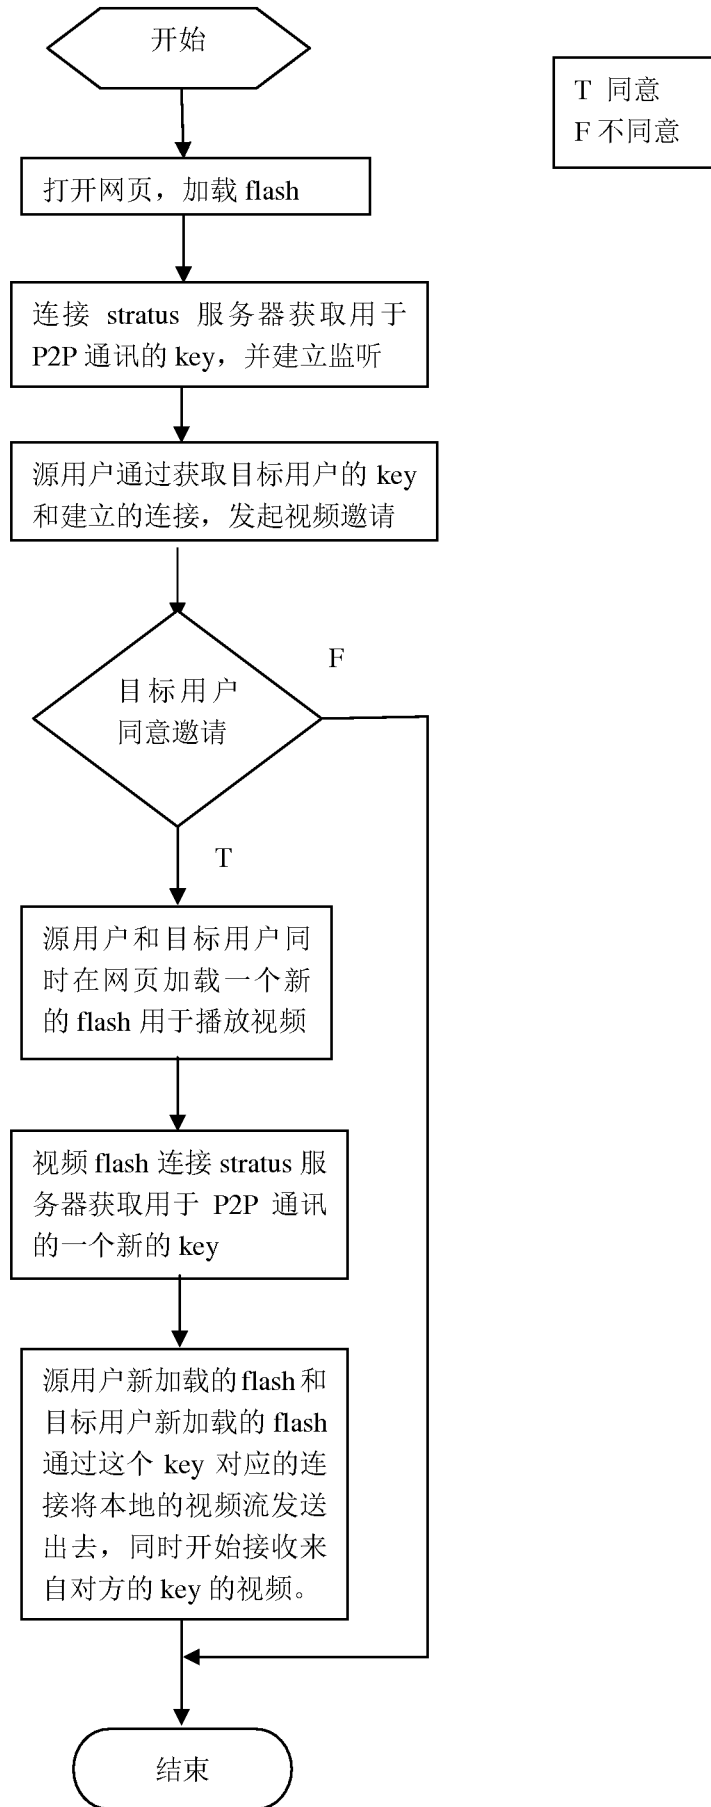 开始
T 同意
F 不同意
打开网页，加载 flash
连接 stratus 服务器获取用于
P2P 通讯的 key，并建立监听
源用户通过获取目标用户的 key
和建立的连接，发起视频邀请
F
目标用户
同意邀请
T
源用户和目标用户同
时在网页加载一个新
的 flash 用于播放视频
视频 flash 连接 stratus 服
务器获取用于 P2P 通讯
的一个新的 key
源用户新加载的 flash 和
目标用户新加载的 flash
通过这个 key 对应的连
接将本地的视频流发送
出去，同时开始接收来
自对方的 key 的视频。
结束